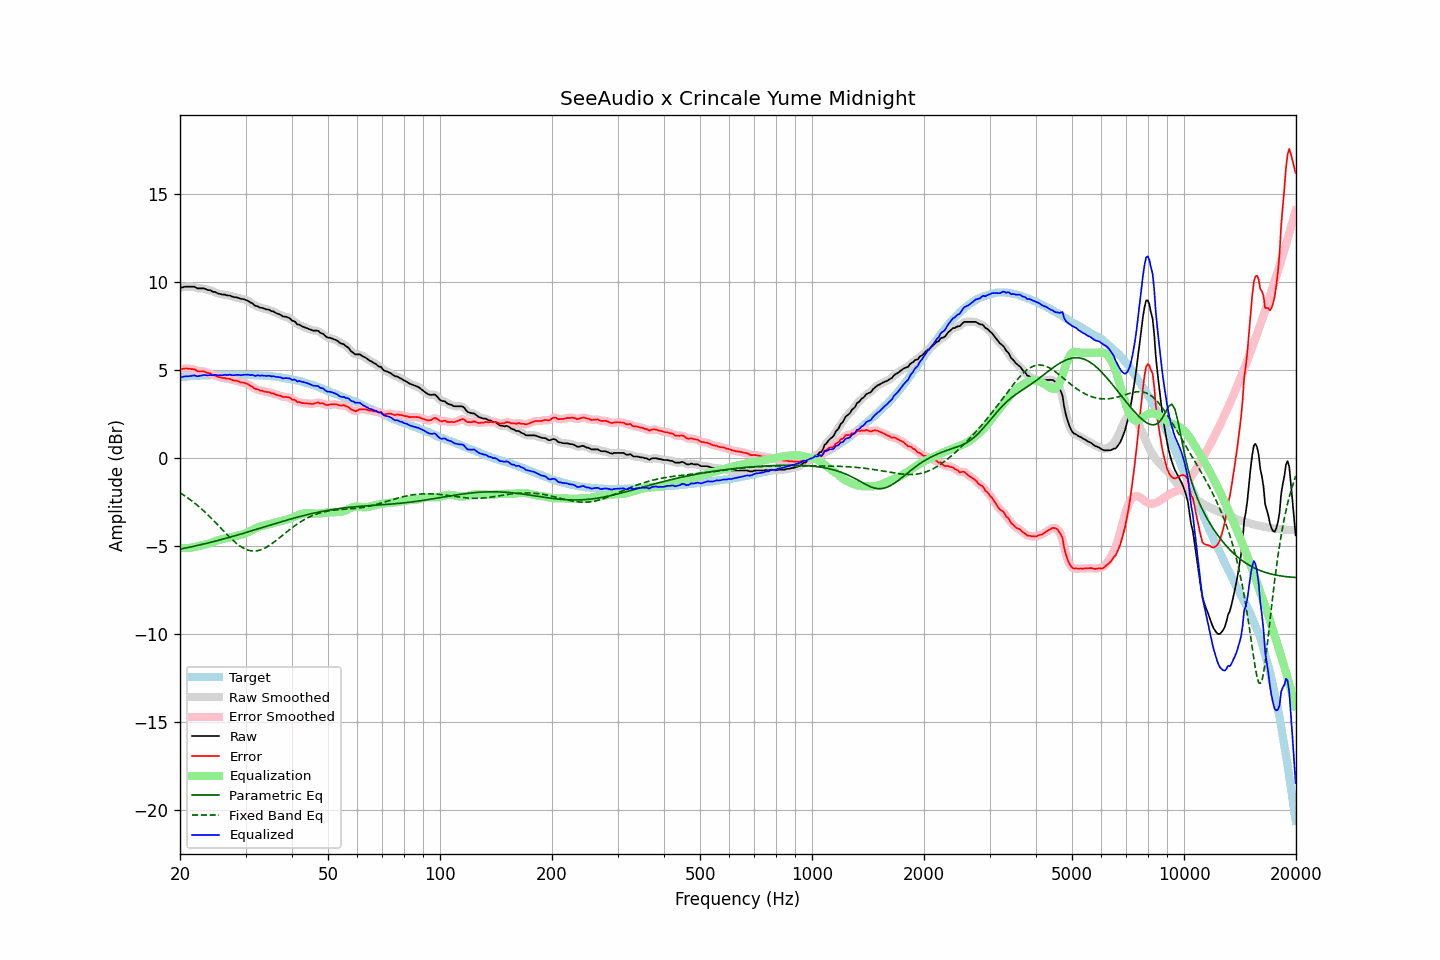 SeeAudio x Crincale Yume Midnight
Amplitude (dBr)
15
10
5
0
−5
−10
−15
−20
Target
Raw Smoothed
Error Smoothed
Raw
Error
Equalization
Parametric Eq
Fixed Band Eq
Equalized
20 50 100 200 500 1000 2000 5000 10000 20000
Frequency (Hz)